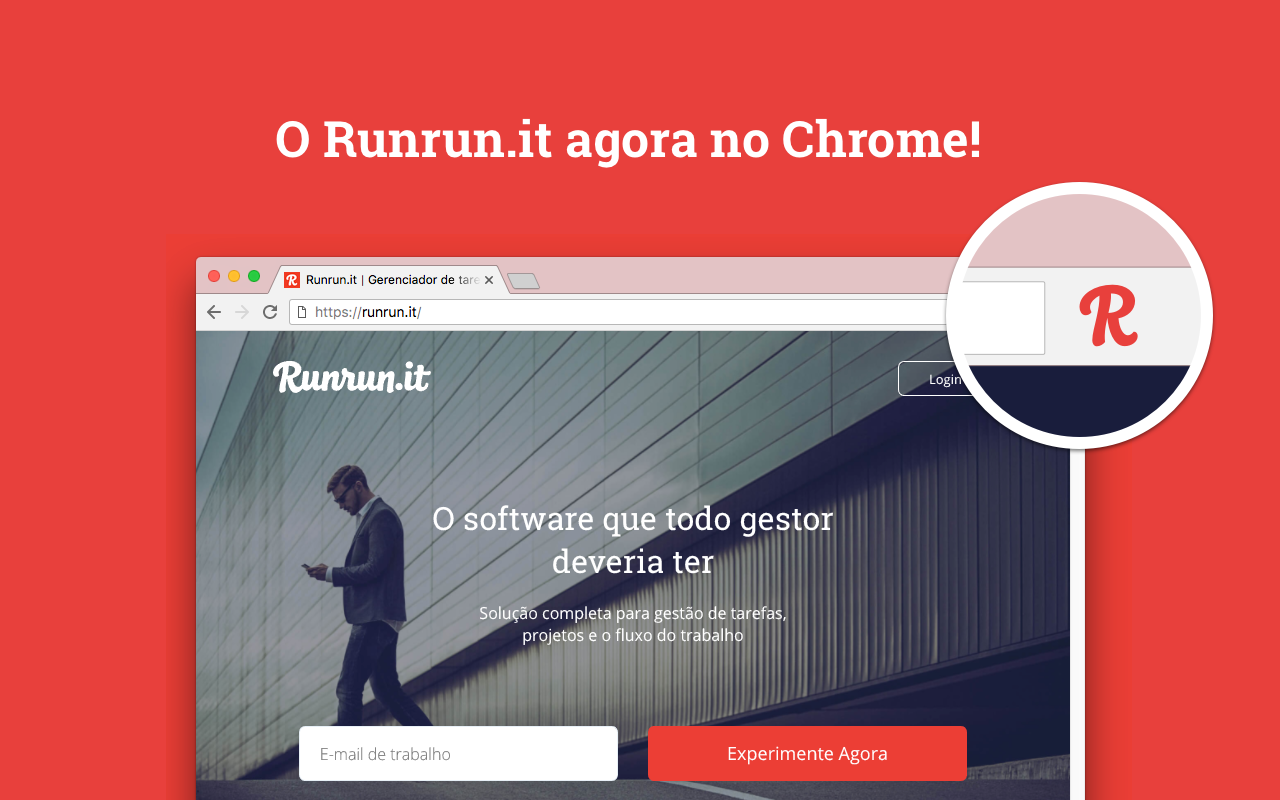 O Runrun.it agora no Chrome!
Runrun.it | Gerenciador de tare
https://runrun.it/
R
Runrun.it
Login
O software que todo gestor
deveria ter
Solução completa para gestão de tarefas,
projetos e o fluxo do trabalho
E-mail de trabalho
Experimente Agora